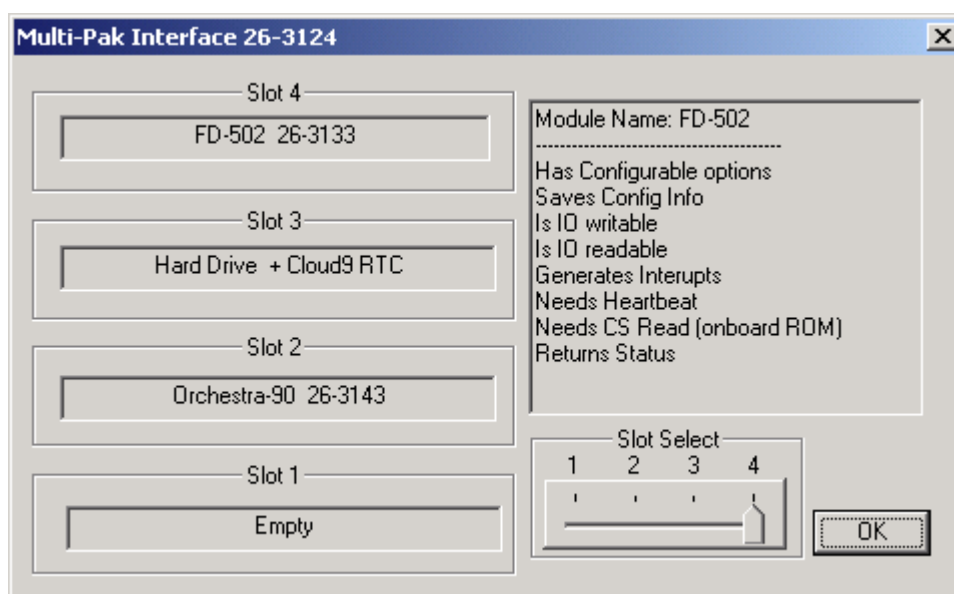 Multi-Pak Interface 26-3124
Slot 4
FD-502 26-3133
Slot 3
Hard Drive + Cloud9 RTC
Slot 2
Orchestra-90 26-3143
Slot 1
Empty
Module Name: FD-502
-----------------------------------------
Has Configurable options
Saves Config Info
Is IO writable
Is IO readable
Generates Interupts
Needs Heartbeat
Needs CS Read (onboard ROM)
Returns Status
Slot Select
1 2 3 4
OK